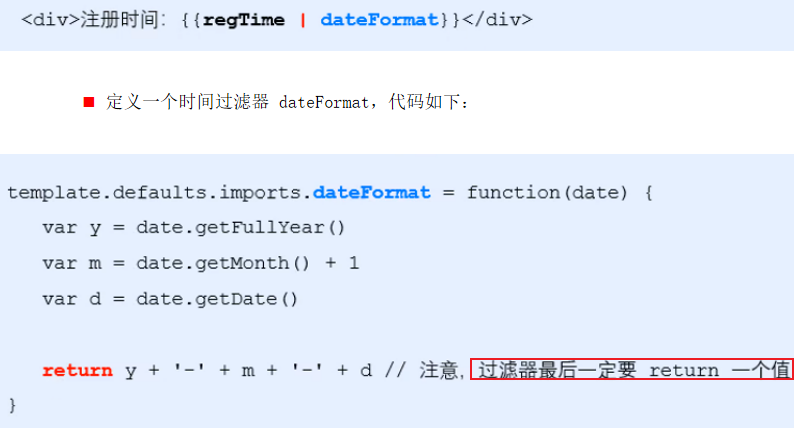 <div>注册时间：{{regTime | dateFormat}}</div>
■ 定义一个时间过滤器 dateFormat，代码如下：
template.defaults.imports.dateFormat = function(date) {
var y = date.getFullYear()
var m = date.getMonth() + 1
var d = date.getDate()
return y + '-' + m + '-' + d // 注意，过滤器最后一定要 return 一个值
}